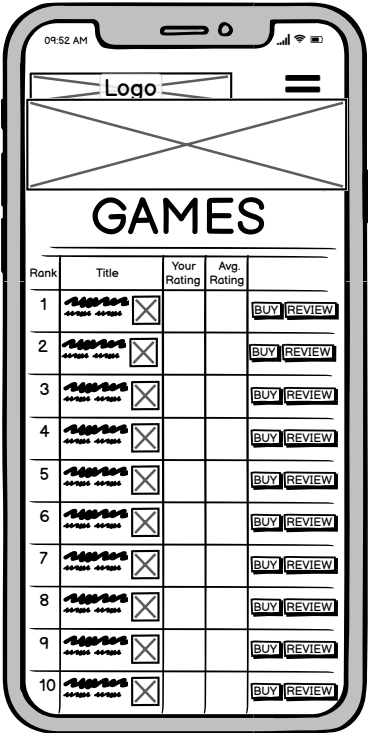 09:52 AM
Logo
GAMES
Rank Title Your Rating Avg. Rating
1 BUY REVIEW
2 BUY REVIEW
3 BUY REVIEW
4 BUY REVIEW
5 BUY REVIEW
6 BUY REVIEW
7 BUY REVIEW
8 BUY REVIEW
9 BUY REVIEW
10 BUY REVIEW